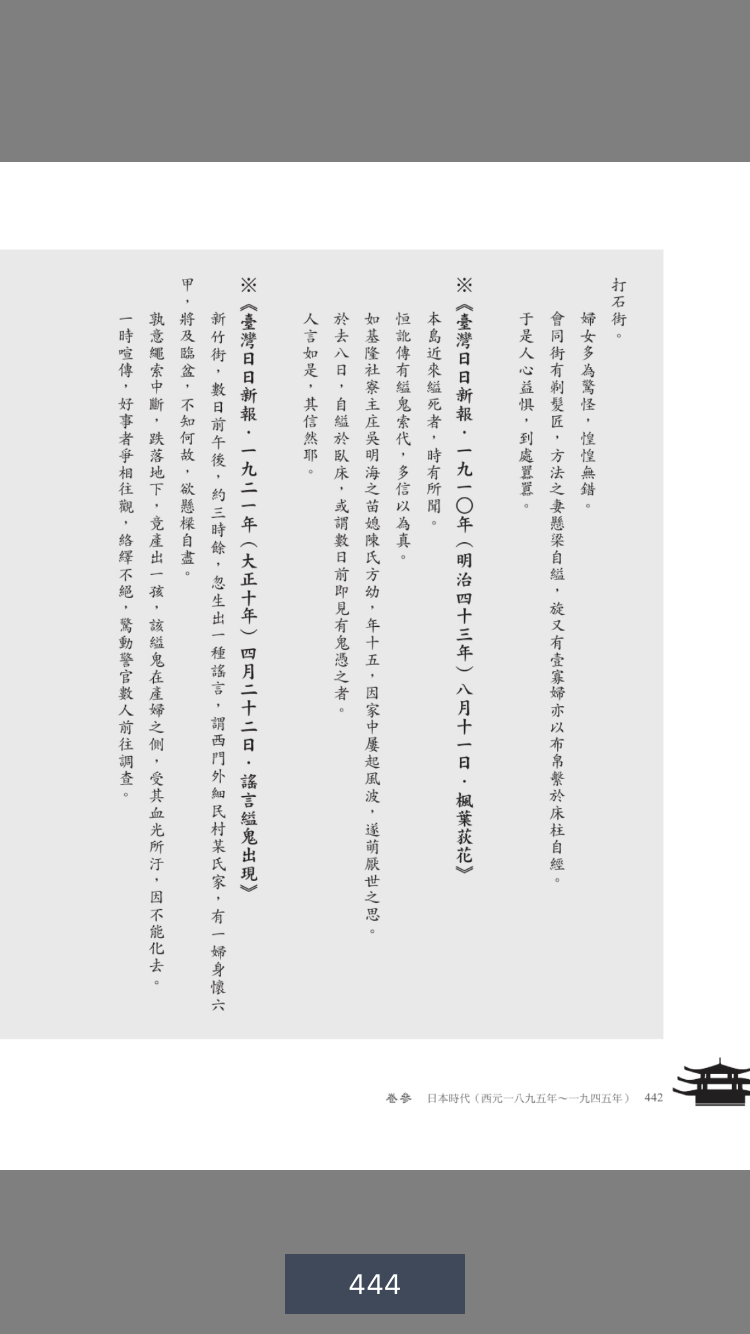 打石街。
婦女多為驚怪，惶惶無錯。
會同街有剃髮匠，方法之妻懸梁自縊，旋又有壹寡婦亦以布帛繫於床柱自經。
于是人心益惧，到處囂囂。
※《臺灣日日新報．一九一〇年（明治四十三年）八月十一日．楓葉荻花》
本島近來縊死者，時有所聞。
恒訛傳有縊鬼索代，多信以為真。
如基隆社寮主庄吳明海之苗媳陳氏方幼，年十五，因家中屢起風波，遂萌厭世之思。
於去八日，自縊於臥床，或謂數日前即見有鬼憑之者。
人言如是，其信然耶。
※《臺灣日日新報．一九二一年（大正十年）四月二十二日．謠言縊鬼出現》
新竹街，數日前午後，約三時餘，忽生出一種謠言，謂西門外細民村某氏家，有一婦身懷六
甲，將及臨盆，不知何故，欲懸樑自盡。
孰意繩索中斷，跌落地下，竟產出一孩，該縊鬼在產婦之側，受其血光所汙，因不能化去。
一時喧傳，好事者爭相往觀，絡繹不絕，驚動警官數人前往調查。
卷參 日本時代（西元一八九五年～一九四五年） 442
444